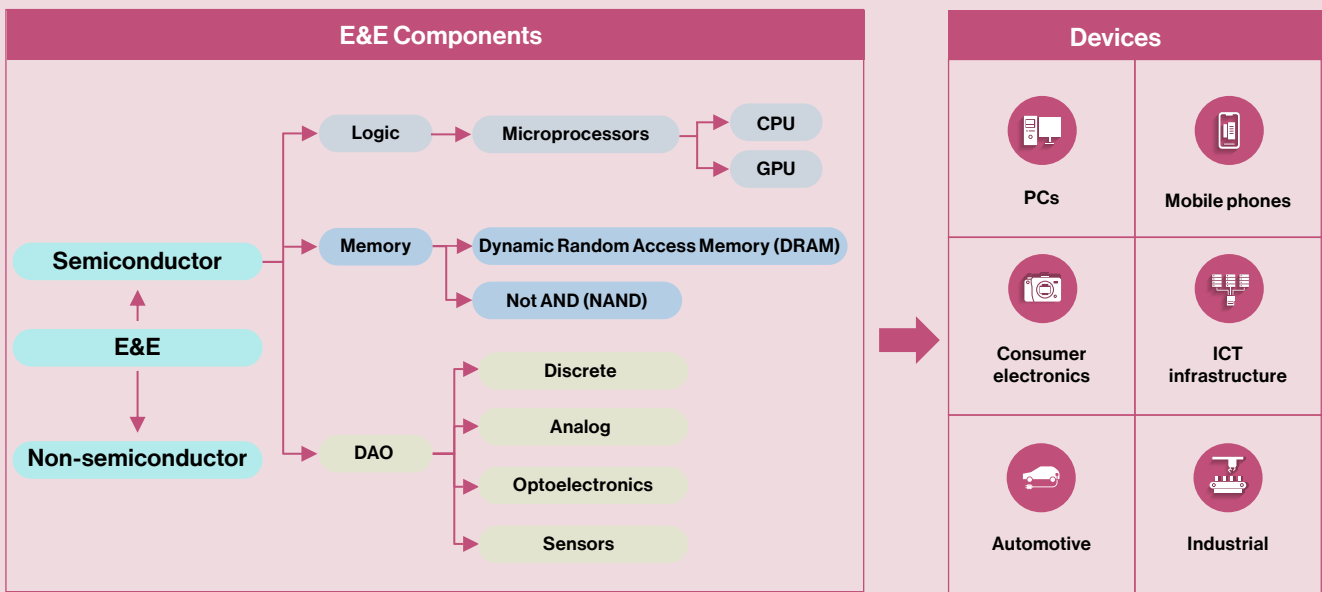 E&E Components
Logic
Microprocessors
CPU
GPU
Semiconductor
Memory
Dynamic Random Access Memory (DRAM)
Not AND (NAND)
E&E
Non-semiconductor
DAO
Discrete
Analog
Optoelectronics
Sensors
Devices
PCs
Mobile phones
Consumer
electronics
ICT
infrastructure
Automotive
Industrial